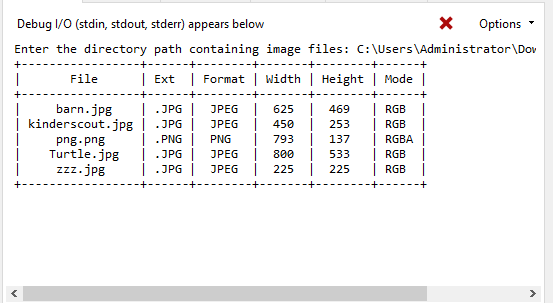 Debug I/O (stdin, stdout, stderr) appears below
Options
Enter the directory path containing image files: C:\Users\Administrator\Dow
+-----------------+------+--------+-------+--------+------+
|       File      | Ext  | Format | Width | Height | Mode |
+-----------------+------+--------+-------+--------+------+
|     barn.jpg    | .JPG |  JPEG  |  625  |  469   | RGB  |
| kinderscout.jpg | .JPG |  JPEG  |  450  |  253   | RGB  |
|     png.png     | .PNG |  PNG   |  793  |  137   | RGBA |
|    Turtle.jpg   | .JPG |  JPEG  |  800  |  533   | RGB  |
|     zzz.jpg     | .JPG |  JPEG  |  225  |  225   | RGB  |
+-----------------+------+--------+-------+--------+------+